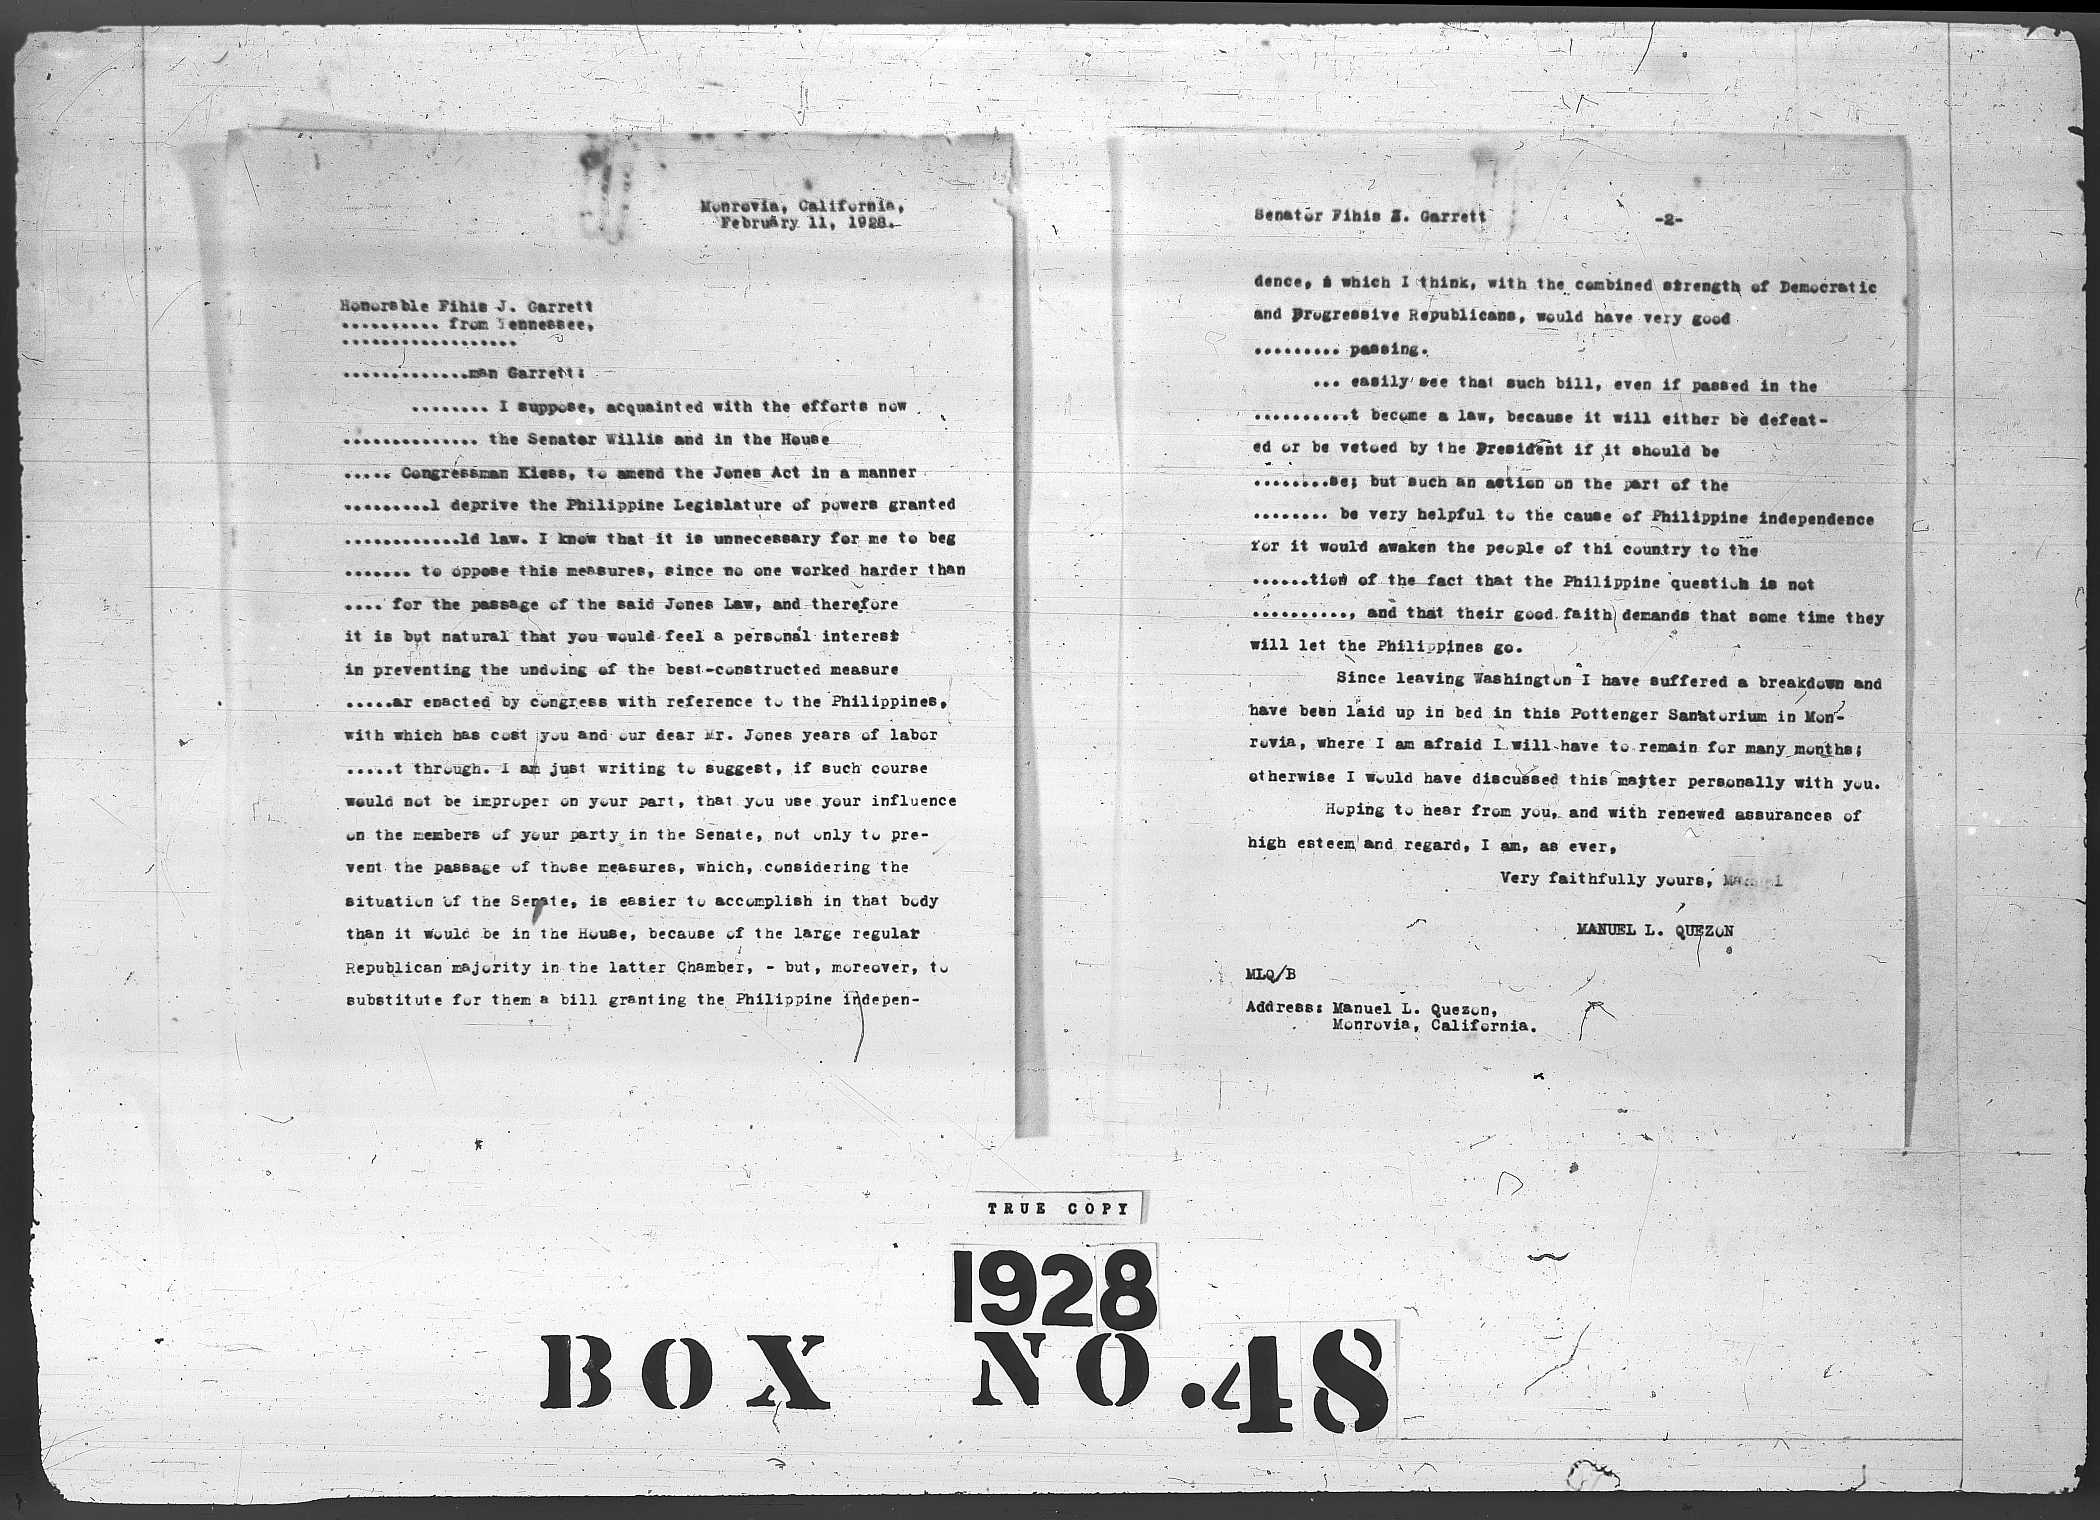 Monrovia, California,
February 11, 1928.
Honorable Fihis J. Garrett
.......... from Tennessee,
..................
.............man Garrett:
........ I suppose, acquainted with the efforts now
.............. the Senator Willis and in the House
..... Congressman Kiess, to amend the Jones Act in a manner
.........l deprive the Philippine Legislature of powers granted
............ld law. I know that it is unnecessary for me to beg
....... to oppose this measures, since no one worked harder than
.... for the passage of the said Jones Law, and therefore
it is but natural that you would feel a personal interest
in preventing the undoing of the best-constructed measure
.....ar enacted by congress with reference to the Philippines,
with which has cost you and our dear Mr. Jones years of labor
.....t through. I am just writing to suggest, if such course
would not be improper on your part, that you use your influence
on the members of your party in the Senate, not only to pre-
vent the passage of those measures, which, considering the
situation of the Senate, is easier to accomplish in that body
than it would be in the House, because of the large regular
Republican majority in the latter Chamber, - but, moreover, to
substitute for them a bill granting the Philippine indepen-
Senator Fihis Z. Garrett -2-
dence, a which I think, with the combined strength of Democratic
and Progressive Republicans, would have very good
......... passing.
... easily see that such bill, even if passed in the
..........t become a law, because it will either be defeat-
ed or be vetoed by the President if it should be
........se; but such an action on the part of the
........ be very helpful to the cause of Philippine independence
for it would awaken the people of thi country to the
......tion of the fact that the Philippine question is not
.........., and that their good faith demands that some time they
will let the Philippines go.
Since leaving Washington I have suffered a breakdown and
have been laid up in bed in this Pottenger Sanatorium in Mon-
rovia, where I am afraid I will have to remain for many months;
otherwise I would have discussed this matter personally with you.
Hoping to hear from you, and with renewed assurances of
high esteem and regard, I am, as ever,
Very faithfully yours,
MANUEL L. QUEZON
MLQ/B
Address: Manuel L. Quezon,
Monrovia, California.
TRUE COPY
1928
BOX NO.48